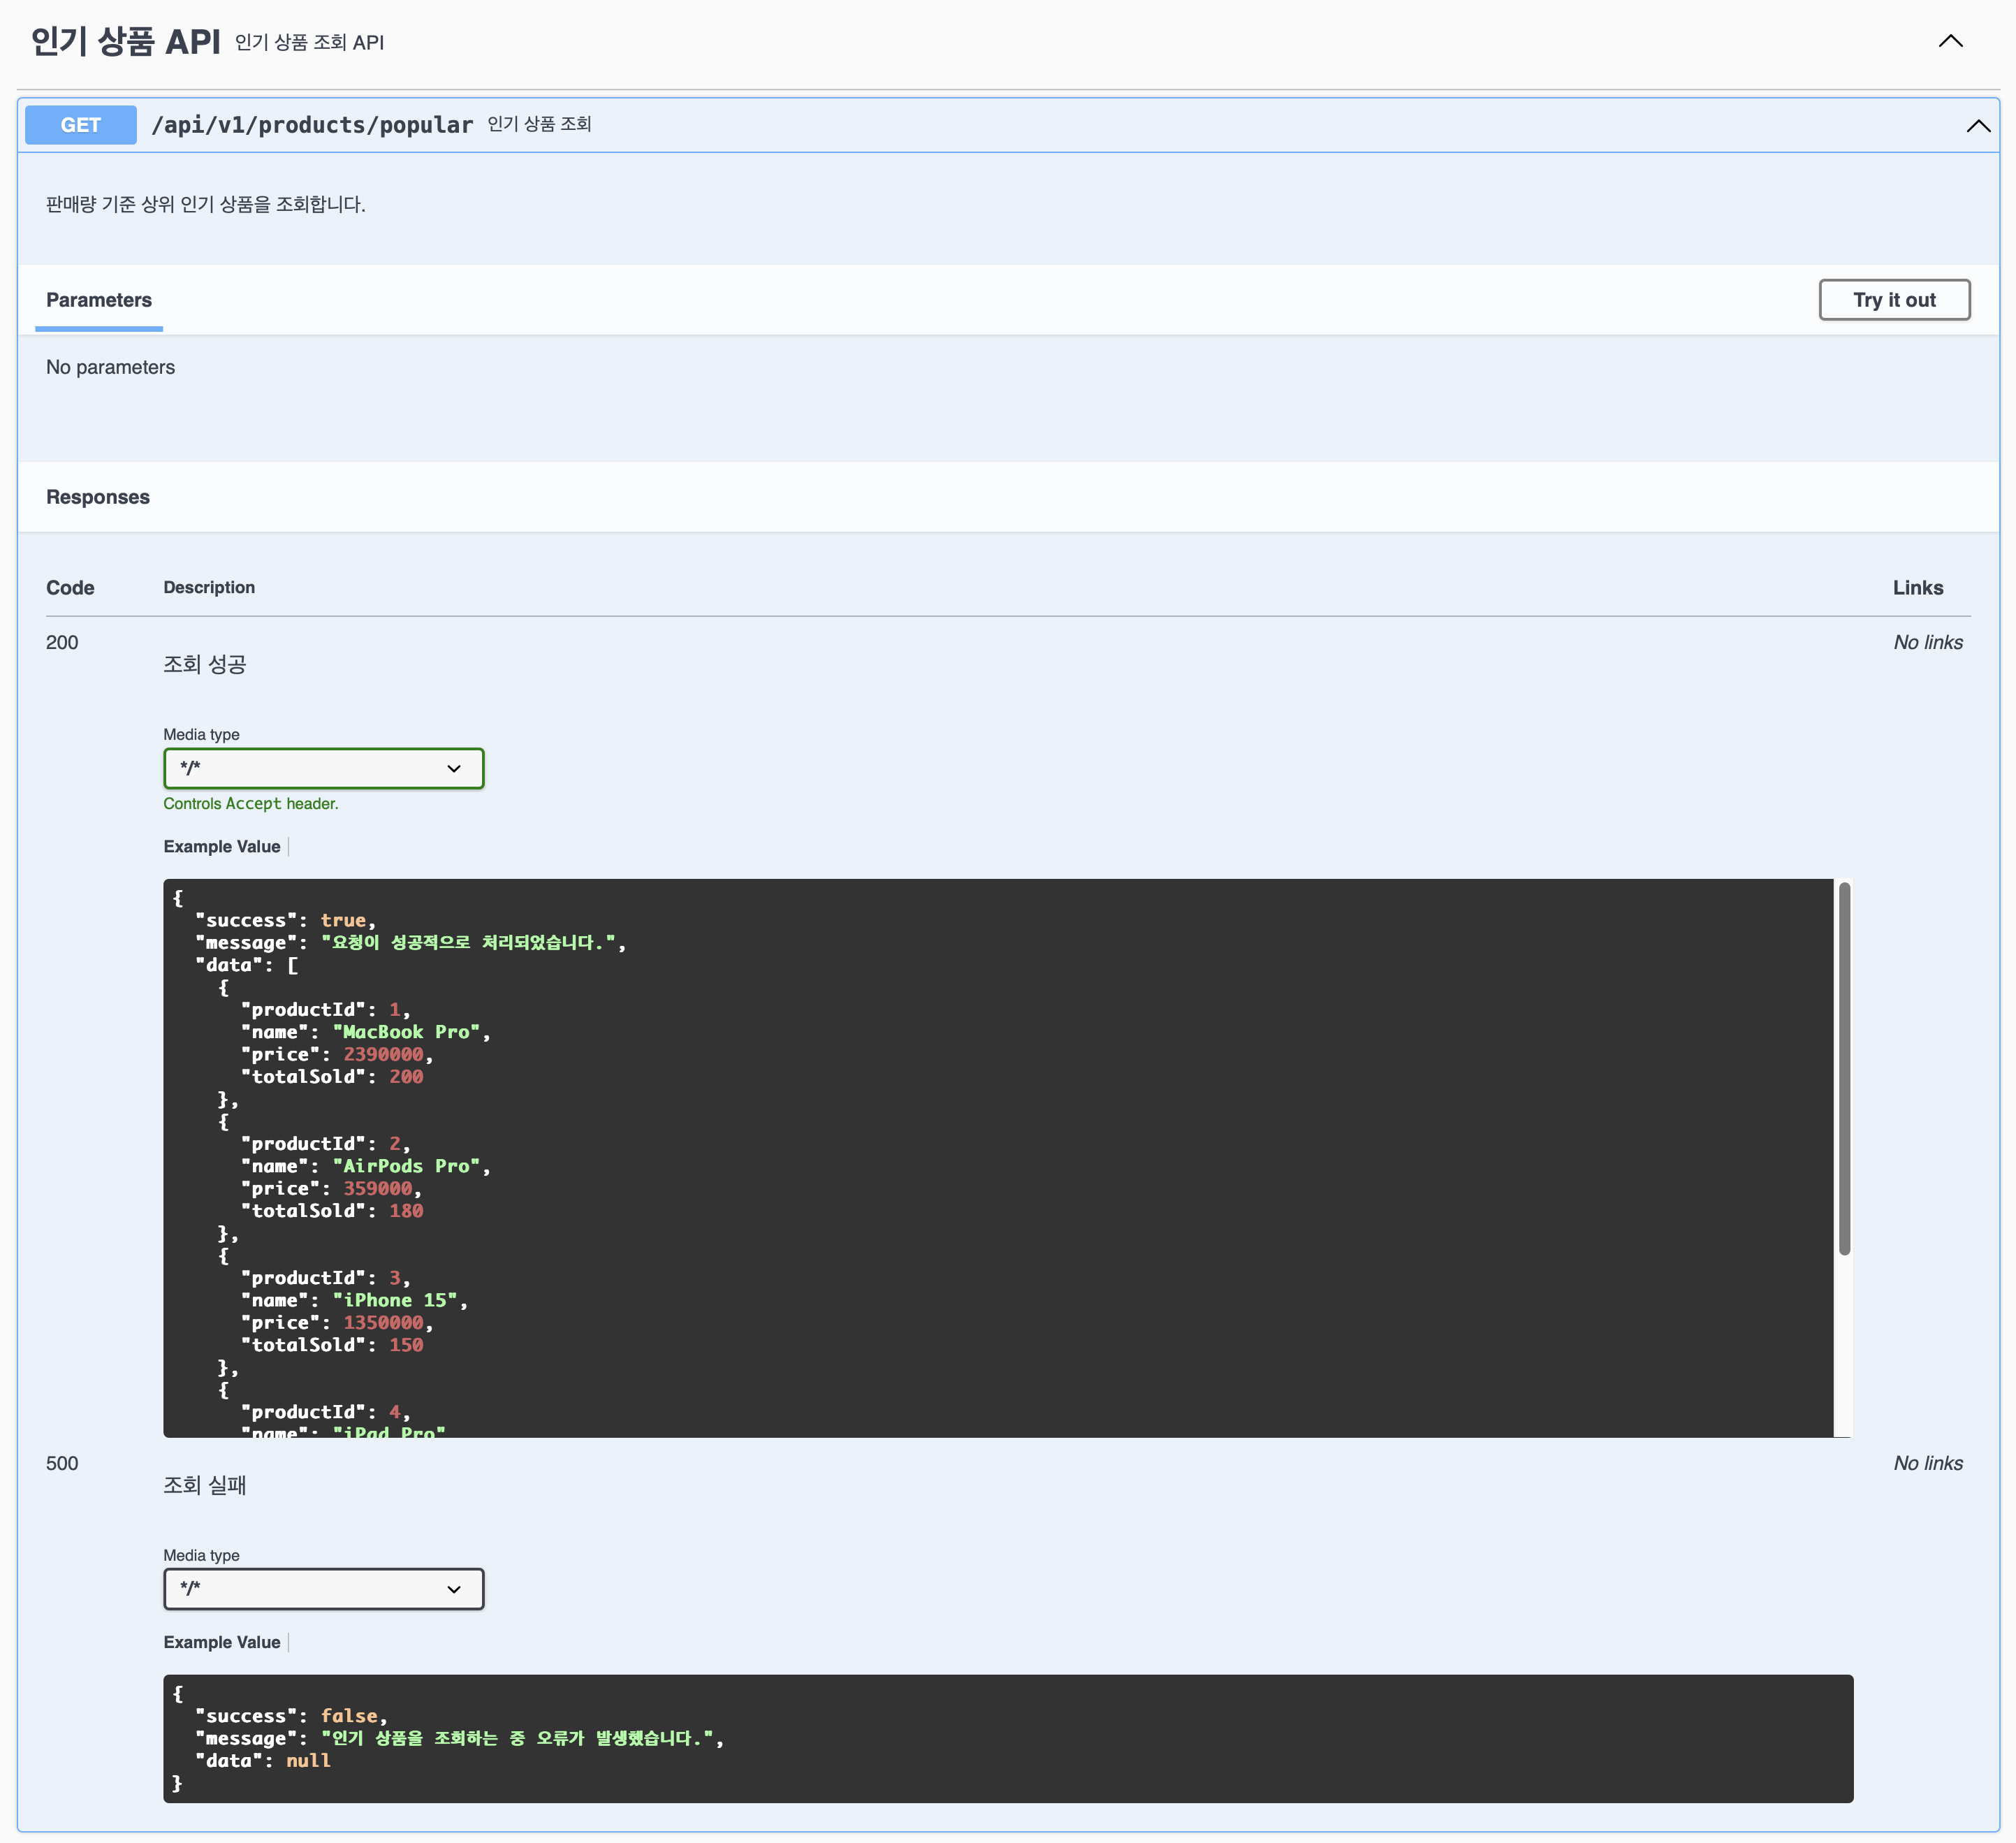 인기 상품 API 인기 상품 조회 API
GET /api/v1/products/popular 인기 상품 조회
판매량 기준 상위 인기 상품을 조회합니다.
Parameters Try it out
No parameters
Responses
Code Description Links
200 No links
조회 성공
Media type
*/*
Controls Accept header.
Example Value
{
  "success": true,
  "message": "요청이 성공적으로 처리되었습니다.",
  "data": [
    {
      "productId": 1,
      "name": "MacBook Pro",
      "price": 2390000,
      "totalSold": 200
    },
    {
      "productId": 2,
      "name": "AirPods Pro",
      "price": 359000,
      "totalSold": 180
    },
    {
      "productId": 3,
      "name": "iPhone 15",
      "price": 1350000,
      "totalSold": 150
    },
    {
      "productId": 4,
      "name": "iPad Pro"
500 No links
조회 실패
Media type
*/*
Example Value
{
  "success": false,
  "message": "인기 상품을 조회하는 중 오류가 발생했습니다.",
  "data": null
}